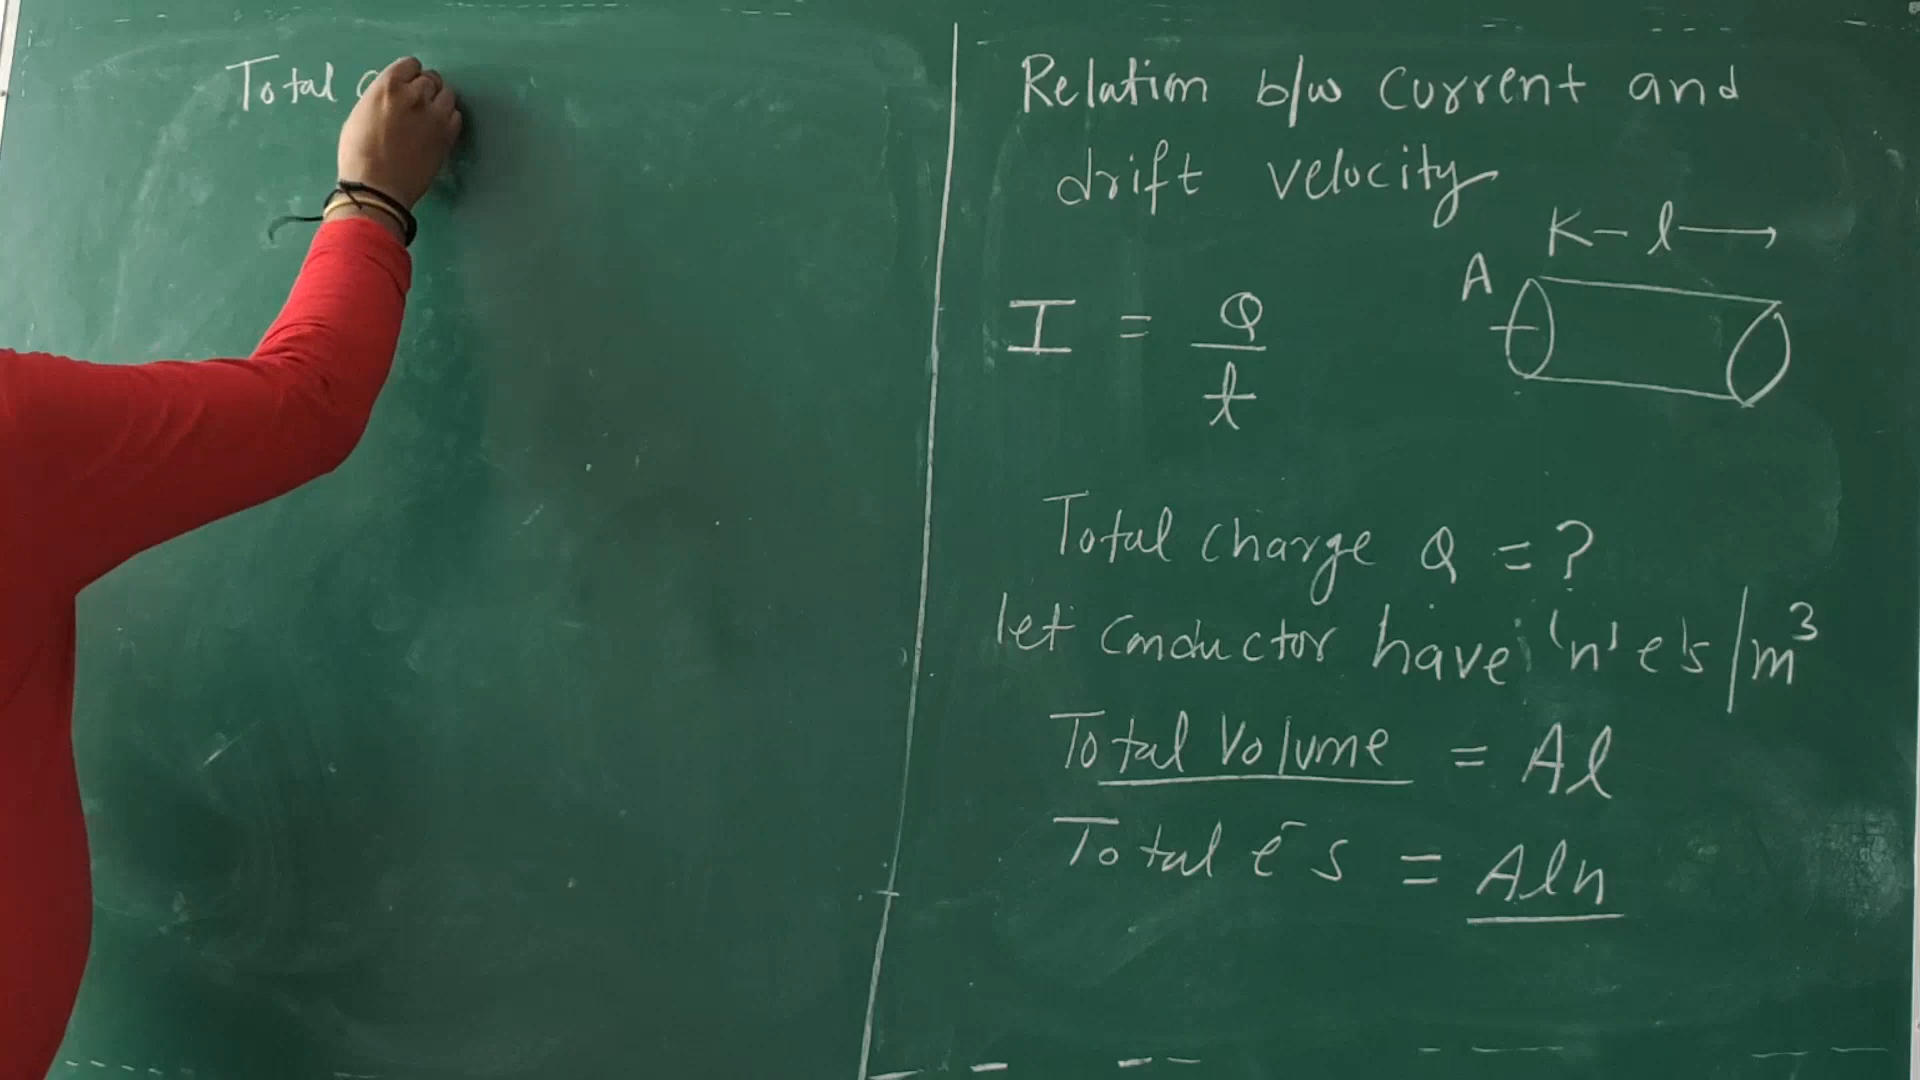 Total
Relation b/w Current and
drift velocity
K- l →
A
I = Q/t
Total charge Q = ?
let conductor have 'n' e's/m³
Total Volume = Al
Total e⁻s = Aln